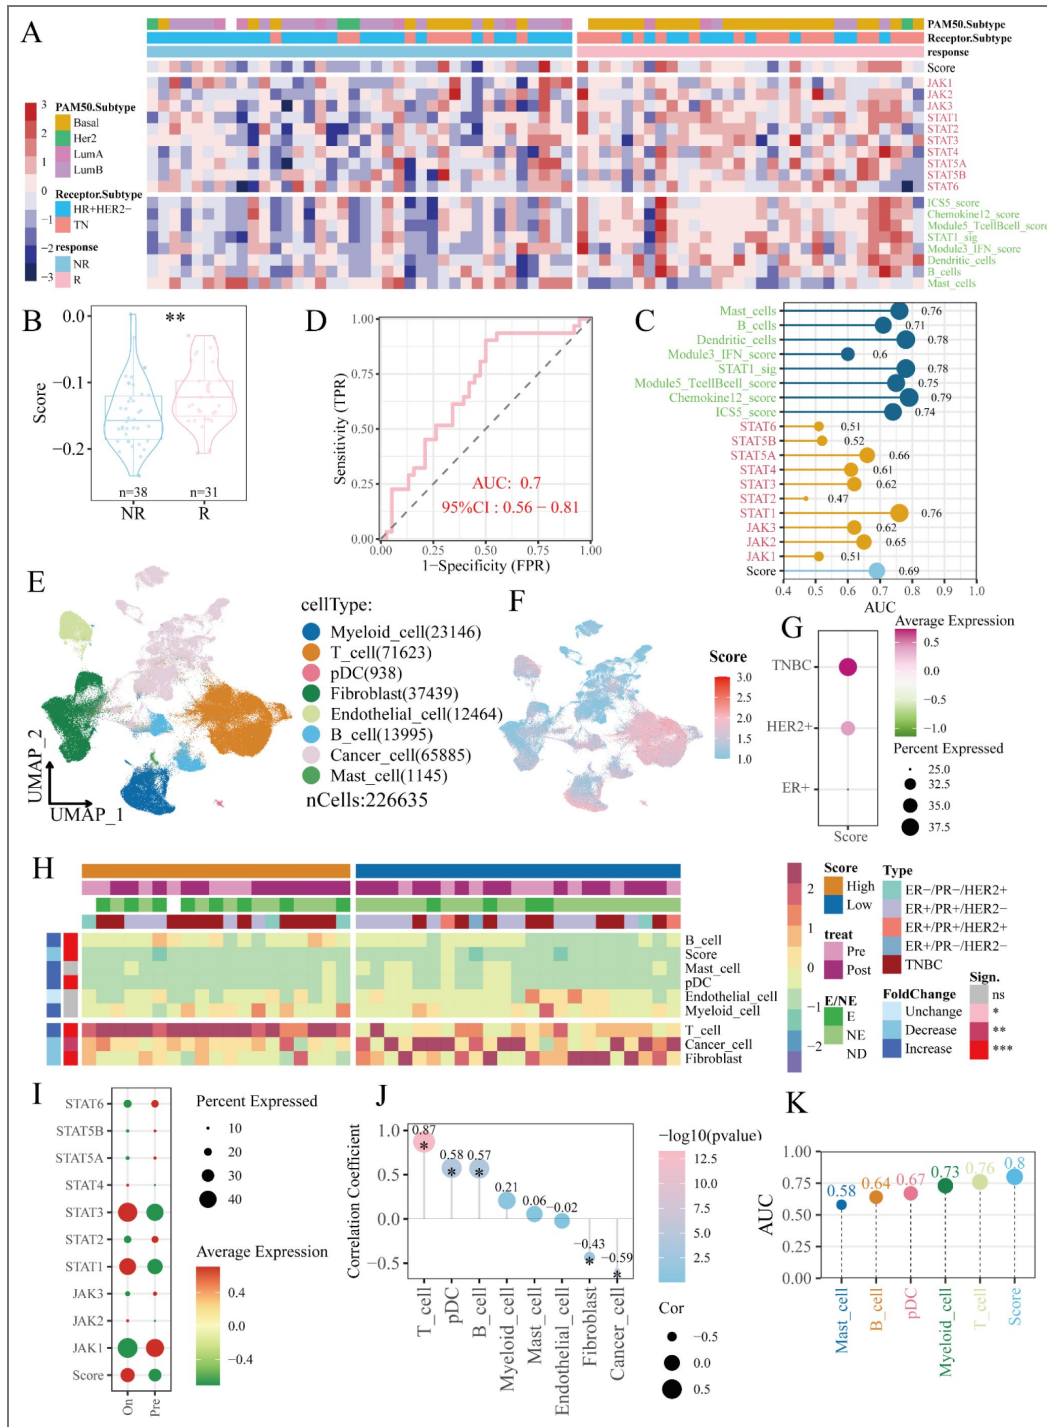 A
PAM50.Subtype
Receptor.Subtype
response
Score
JAK1
JAK2
JAK3
STAT1
STAT2
STAT3
STAT4
STAT5A
STAT5B
STAT6
ICS5_score
Chemokine12_score
Module5_TcellBcell_score
STAT1_sig
Module3_IFN_score
Dendritic_cells
B_cells
Mast_cells
3
2
1
0
−1
−2
−3
PAM50.Subtype
Basal
Her2
LumA
LumB
Receptor.Subtype
HR+HER2−
TN
response
NR
R
B
**
Score
0.0
−0.1
−0.2
n=38
n=31
NR
R
D
Sensitivity (TPR)
1.00
0.75
0.50
0.25
0.00
AUC: 0.7
95%CI : 0.56 − 0.81
0.00
0.25
0.50
0.75
1.00
1−Specificity (FPR)
C
Mast_cells 0.76
B_cells 0.71
Dendritic_cells 0.78
Module3_IFN_score 0.6
STAT1_sig 0.78
Module5_TcellBcell_score 0.75
Chemokine12_score 0.79
ICS5_score 0.74
STAT6 0.51
STAT5B 0.52
STAT5A 0.66
STAT4 0.61
STAT3 0.62
STAT2 0.47
STAT1 0.76
JAK3 0.62
JAK2 0.65
JAK1 0.51
Score 0.69
0.4 0.5 0.6 0.7 0.8 0.9 1.0
AUC
E
UMAP_2
UMAP_1
cellType:
Myeloid_cell(23146)
T_cell(71623)
pDC(938)
Fibroblast(37439)
Endothelial_cell(12464)
B_cell(13995)
Cancer_cell(65885)
Mast_cell(1145)
nCells:226635
F
Score
3.0
2.5
2.0
1.5
1.0
G
TNBC
HER2+
ER+
Score
Average Expression
0.5
0.0
−0.5
−1.0
Percent Expressed
25.0
32.5
35.0
37.5
H
B_cell
Score
Mast_cell
pDC
Endothelial_cell
Myeloid_cell
T_cell
Cancer_cell
Fibroblast
2
1
0
−1
−2
Score
High
Low
treat
Pre
Post
E/NE
E
NE
ND
Type
ER−/PR−/HER2+
ER+/PR+/HER2−
ER+/PR+/HER2+
ER+/PR−/HER2−
TNBC
FoldChange
Unchange
Decrease
Increase
Sign.
ns
*
**
***
I
STAT6
STAT5B
STAT5A
STAT4
STAT3
STAT2
STAT1
JAK3
JAK2
JAK1
Score
On
Pre
Percent Expressed
10
20
30
40
Average Expression
0.4
0.0
−0.4
J
Correlation Coefficient
1.0
0.5
0.0
−0.5
0.87
*
0.58
*
0.57
*
0.21
0.06
−0.02
−0.43
*
−0.59
*
T_cell
pDC
B_cell
Myeloid_cell
Mast_cell
Endothelial_cell
Fibroblast
Cancer_cell
−log10(pvalue)
12.5
10.0
7.5
5.0
2.5
Cor
−0.5
0.0
0.5
K
AUC
1.00
0.75
0.50
0.25
0.00
0.58
0.64
0.67
0.73
0.76
0.8
Mast_cell
B_cell
pDC
Myeloid_cell
T_cell
Score